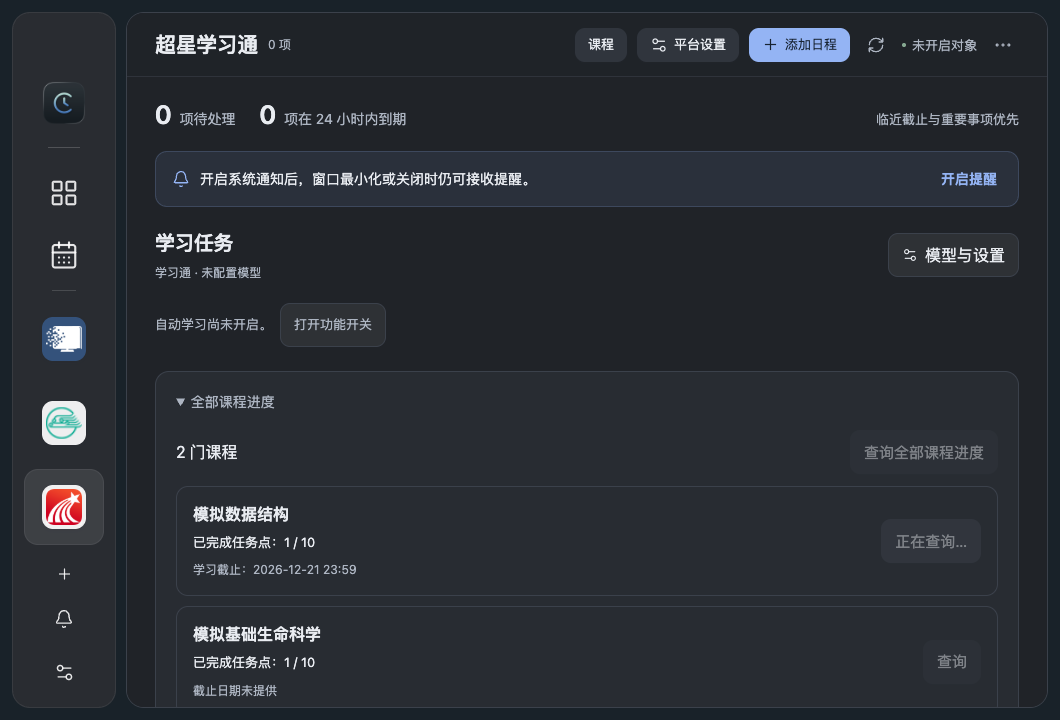 超星学习通 0 项
课程
平台设置
添加日程
未开启对象
0 项待处理 0 项在 24 小时内到期
临近截止与重要事项优先
开启系统通知后，窗口最小化或关闭时仍可接收提醒。
开启提醒
学习任务
学习通 · 未配置模型
模型与设置
自动学习尚未开启。
打开功能开关
全部课程进度
2 门课程
查询全部课程进度
模拟数据结构
已完成任务点：1 / 10
学习截止：2026-12-21 23:59
正在查询...
模拟基础生命科学
已完成任务点：1 / 10
截止日期未提供
查询